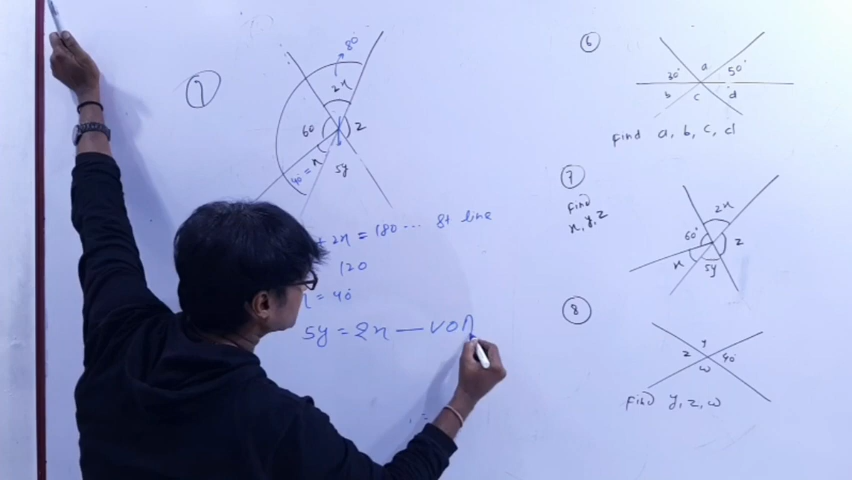 7
80
2x
60
z
40 = x
5y
+ 2x = 180 ... st line
120
x = 40°
5y = 2x — VOA
6
30° a 50°
b c d
find a, b, c, d
7
find
x, y, z
2x
60°
z
x
5y
8
y
z 40°
w
find y, z, w